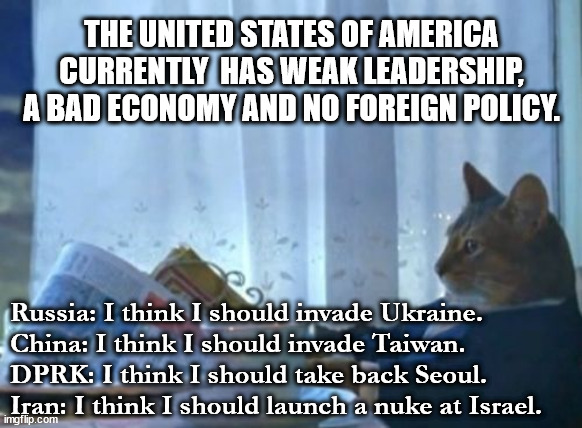 THE UNITED STATES OF AMERICA
CURRENTLY HAS WEAK LEADERSHIP,
A BAD ECONOMY AND NO FOREIGN POLICY.
Russia: I think I should invade Ukraine.
China: I think I should invade Taiwan.
DPRK: I think I should take back Seoul.
Iran: I think I should launch a nuke at Israel.
imgflip.com